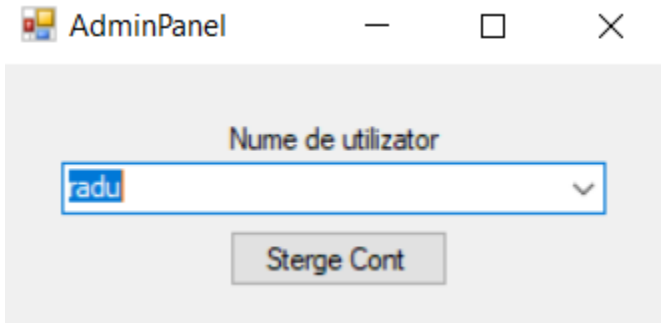 AdminPanel
Nume de utilizator
radu
Sterge Cont